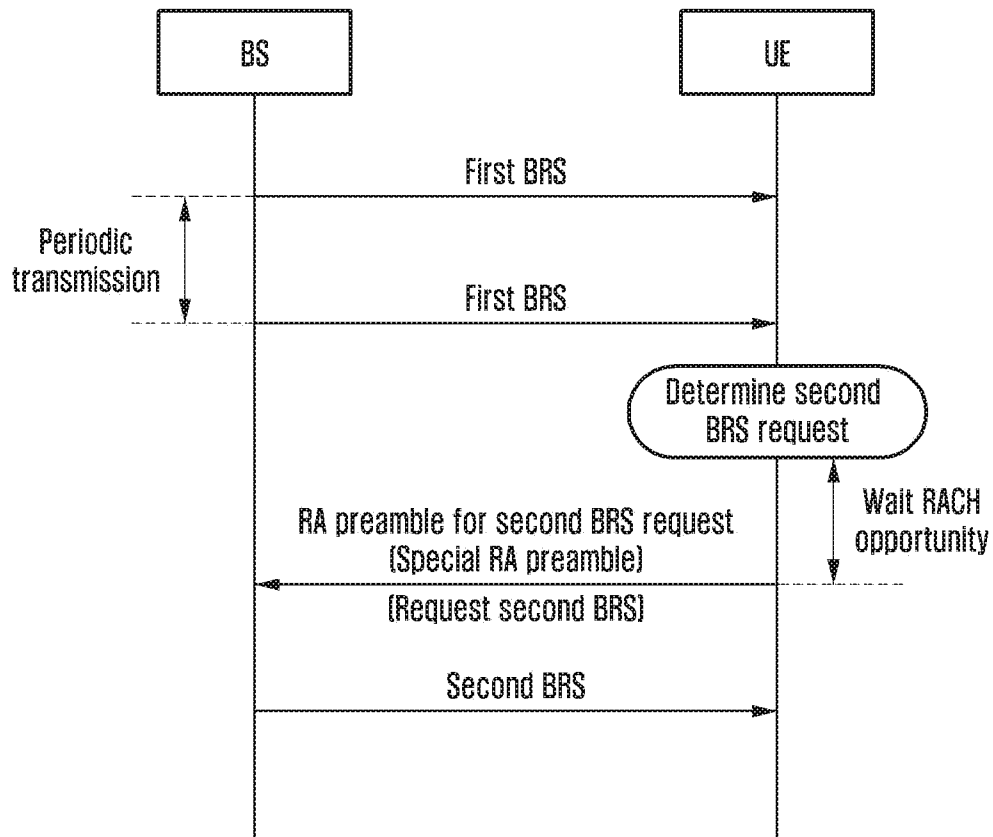 BS
UE
First BRS
Periodic
transmission
First BRS
Determine second
BRS request
Wait RACH
opportunity
RA preamble for second BRS request
(Special RA preamble)
(Request second BRS)
Second BRS